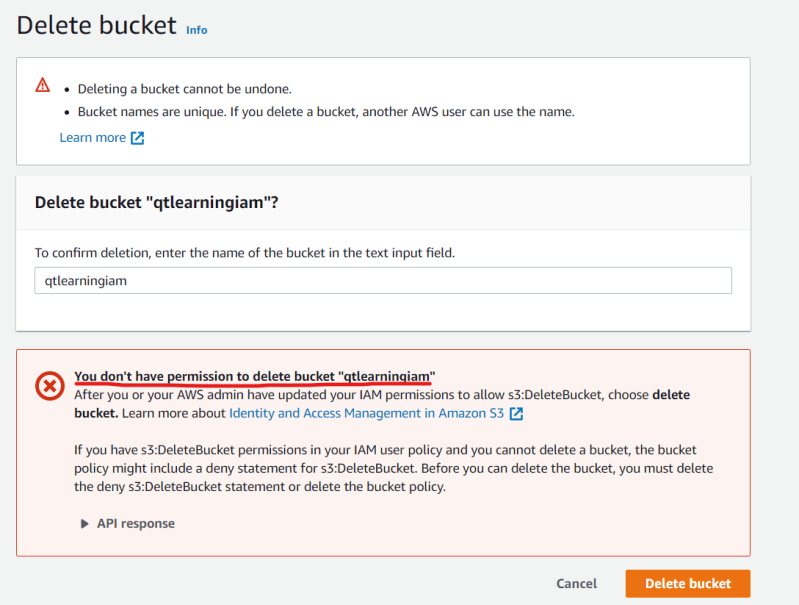 Delete bucket Info
• Deleting a bucket cannot be undone.
• Bucket names are unique. If you delete a bucket, another AWS user can use the name.
Learn more
Delete bucket "qtlearningiam"?
To confirm deletion, enter the name of the bucket in the text input field.
qtlearningiam
You don't have permission to delete bucket "qtlearningiam"
After you or your AWS admin have updated your IAM permissions to allow s3:DeleteBucket, choose delete
bucket. Learn more about Identity and Access Management in Amazon S3
If you have s3:DeleteBucket permissions in your IAM user policy and you cannot delete a bucket, the bucket
policy might include a deny statement for s3:DeleteBucket. Before you can delete the bucket, you must delete
the deny s3:DeleteBucket statement or delete the bucket policy.
API response
Cancel Delete bucket